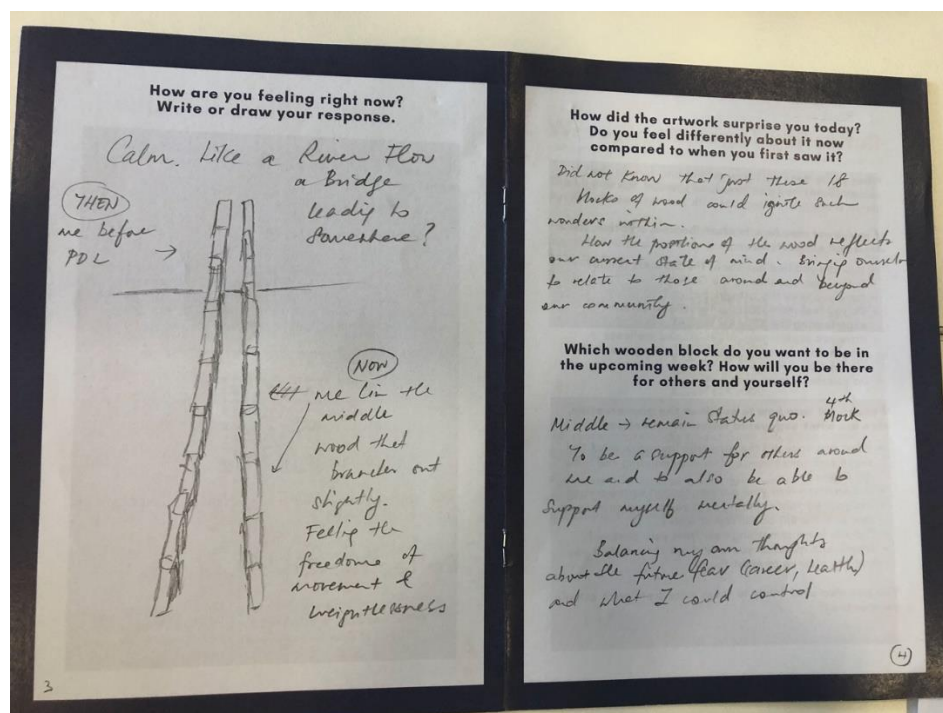 How are you feeling right now?
Write or draw your response.
Calm. Like a River Flow
a Bridge
leading to
Somewhere?
THEN
me before
PDL
NOW
me in the
middle
wood that
branches out
slightly.
Feeling the
freedome of
movement &
weightlessness
3
How did the artwork surprise you today?
Do you feel differently about it now
compared to when you first saw it?
Did not know that just these 18
blocks of wood could ignite such
wonders within.
How the positions of the wood reflects
our current state of mind. Bringing ourselves
to relate to those around and beyond
our community.
Which wooden block do you want to be in
the upcoming week? How will you be there
for others and yourself?
Middle → remain status quo. 4th block
To be a support for others around
me and to also be able to
support myself mentally.
Balancing my own thoughts
about the future fear (career, health)
and what I could control
4